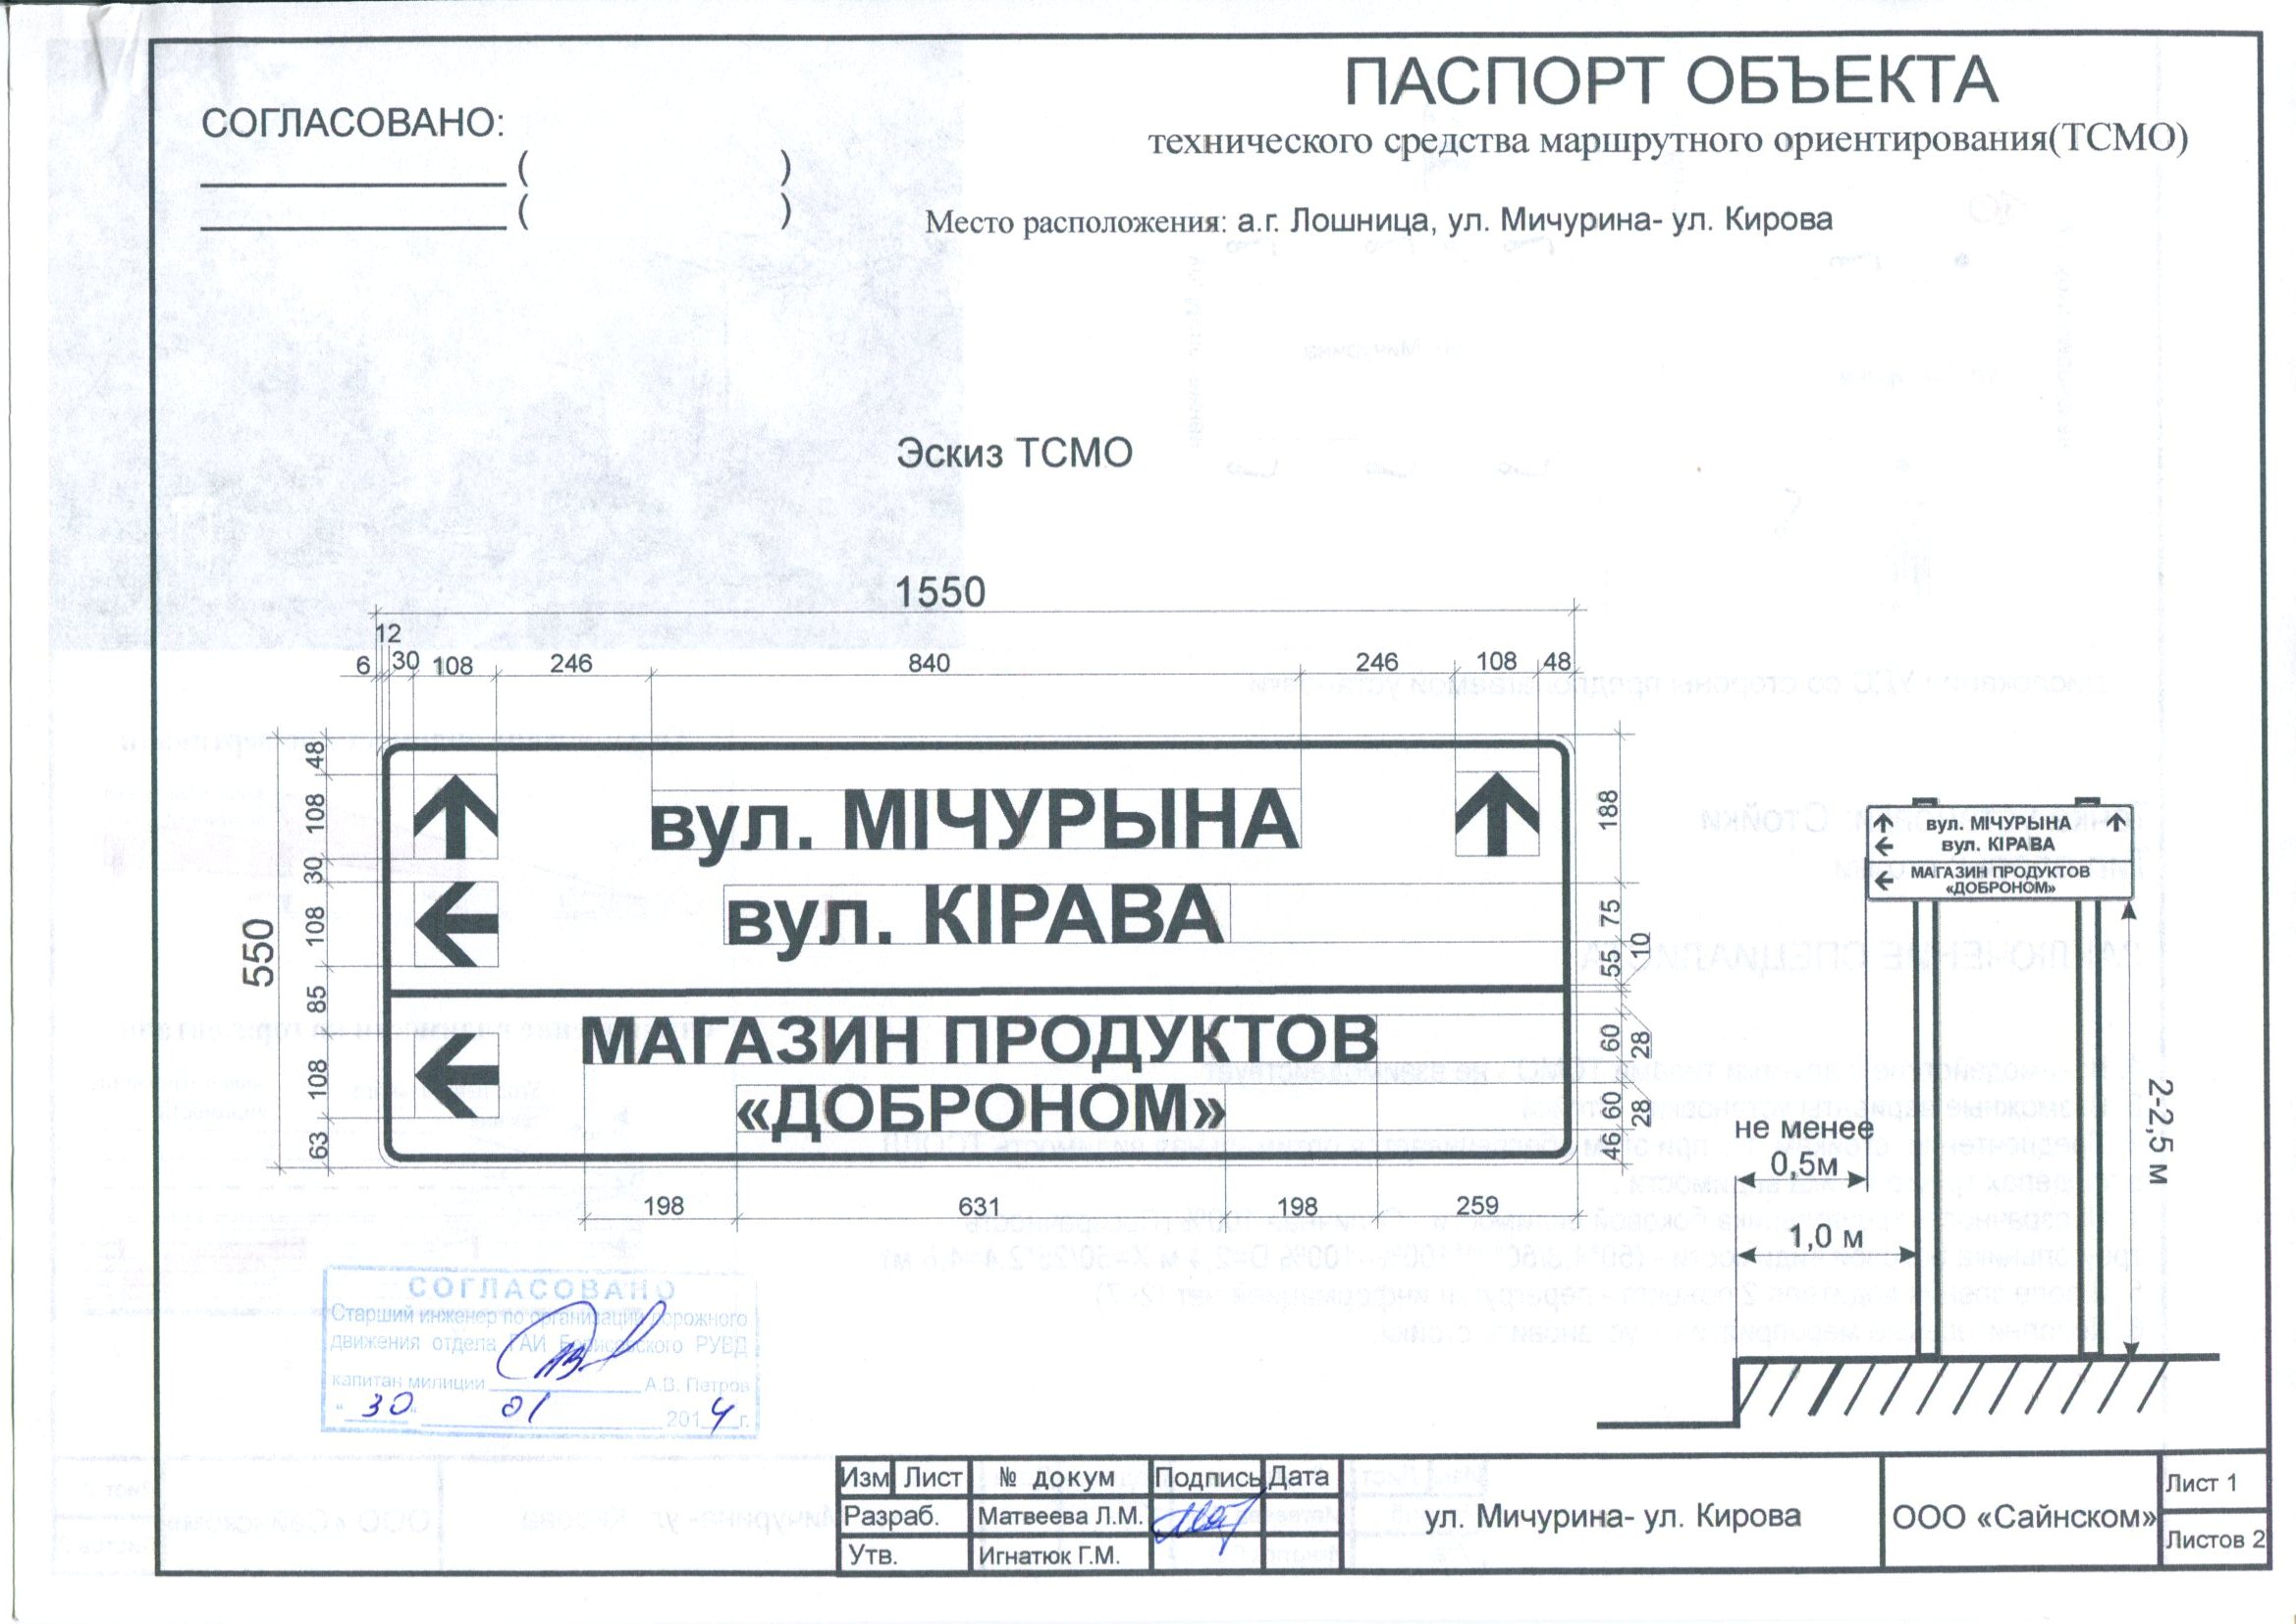 ПАСПОРТ ОБЪЕКТА
технического средства маршрутного ориентирования(ТСМО)
СОГЛАСОВАНО:
( )
( )
Место расположения: а.г. Лошница, ул. Мичурина- ул. Кирова
Эскиз ТСМО
1550
12
6 30 108 246 840 246 108 48
550
48 108 30 108 85 108 63
вул. МІЧУРЫНА
вул. КІРАВА
МАГАЗИН ПРОДУКТОВ
«ДОБРОНОМ»
188 75 10 55 60 28 60 28 46
198 631 198 259
вул. МІЧУРЫНА
вул. КІРАВА
МАГАЗИН ПРОДУКТОВ
«ДОБРОНОМ»
2-2,5 м
не менее
0,5м
1,0 м
СОГЛАСОВАНО
Старший инженер по организации дорожного
движения отдела ГАИ Борисовского РУВД
капитан милиции А.В. Петров
"30" 01 2014г.
Изм Лист № докум Подпись Дата
Разраб. Матвеева Л.М.
Утв. Игнатюк Г.М.
ул. Мичурина- ул. Кирова
ООО «Сайнском»
Лист 1
Листов 2